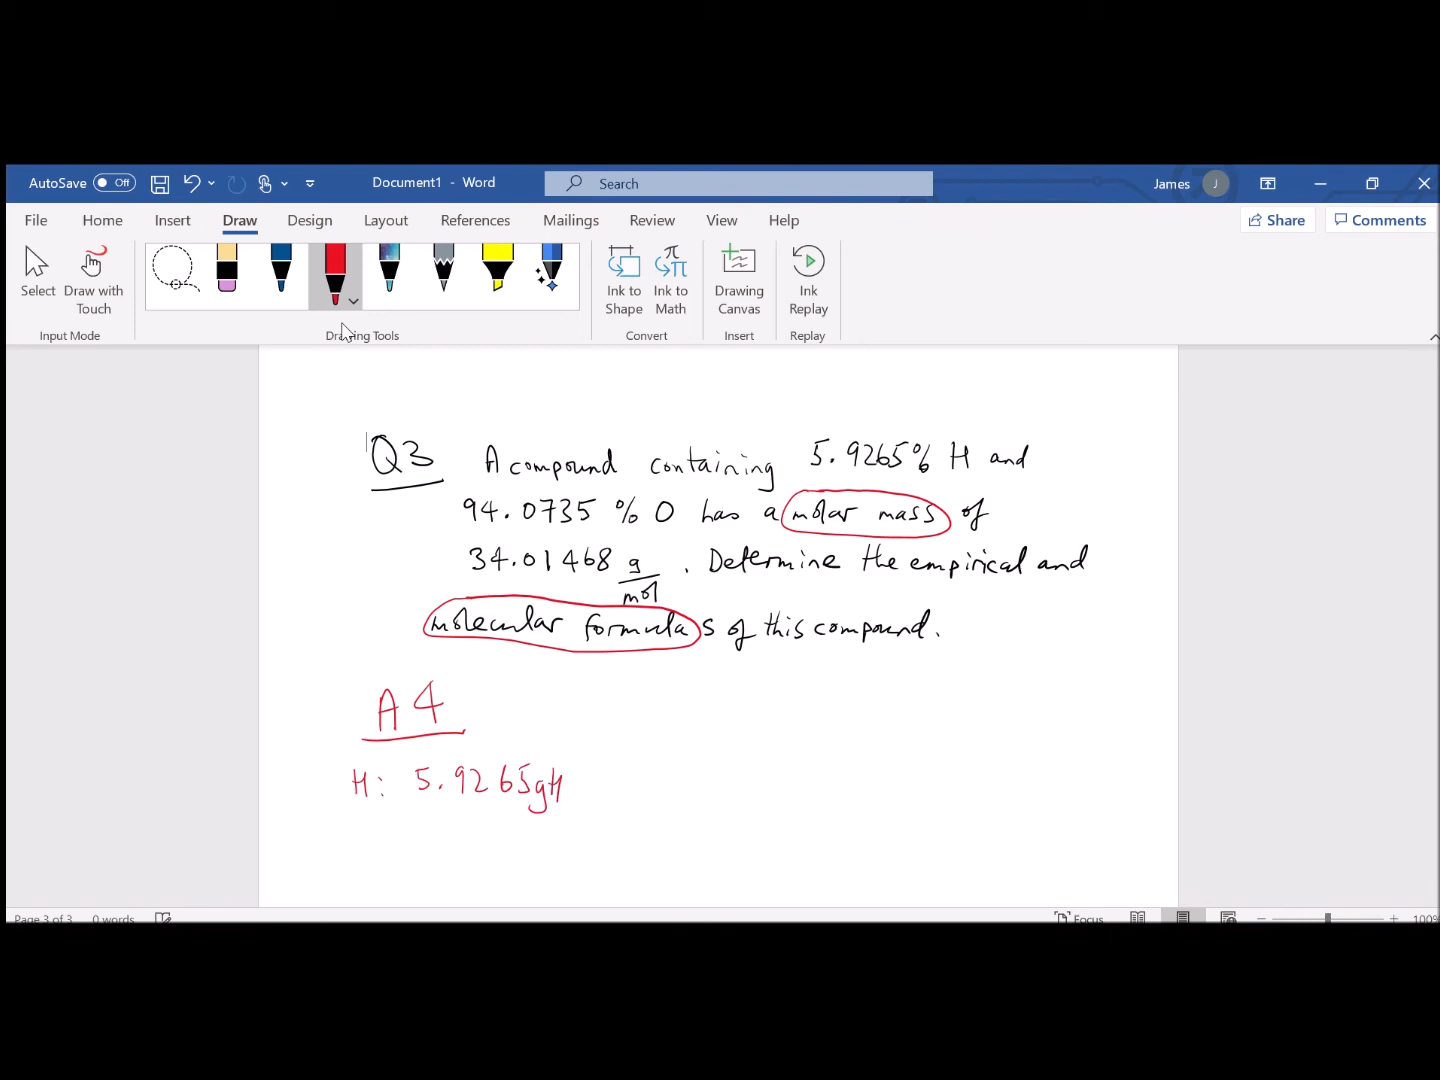 AutoSave Off Document1 - Word Search James J
File Home Insert Draw Design Layout References Mailings Review View Help Share Comments
Select Draw with Touch Ink to Shape Ink to Math Drawing Canvas Ink Replay
Input Mode Drawing Tools Convert Insert Replay
Q3 A compound containing 5.9265% H and
94.0735 % O has a molar mass of
34.01468 g/mol . Determine the empirical and
molecular formulas of this compound.
A4
H: 5.9265gH
Page 3 of 3 0 words Focus 100%